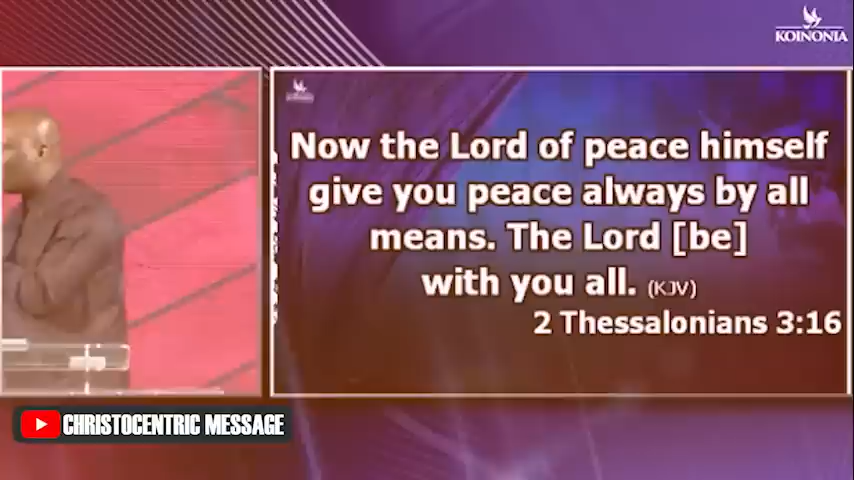 KOINONIA
Now the Lord of peace himself
give you peace always by all
means. The Lord [be]
with you all. (KJV)
2 Thessalonians 3:16
CHRISTOCENTRIC MESSAGE